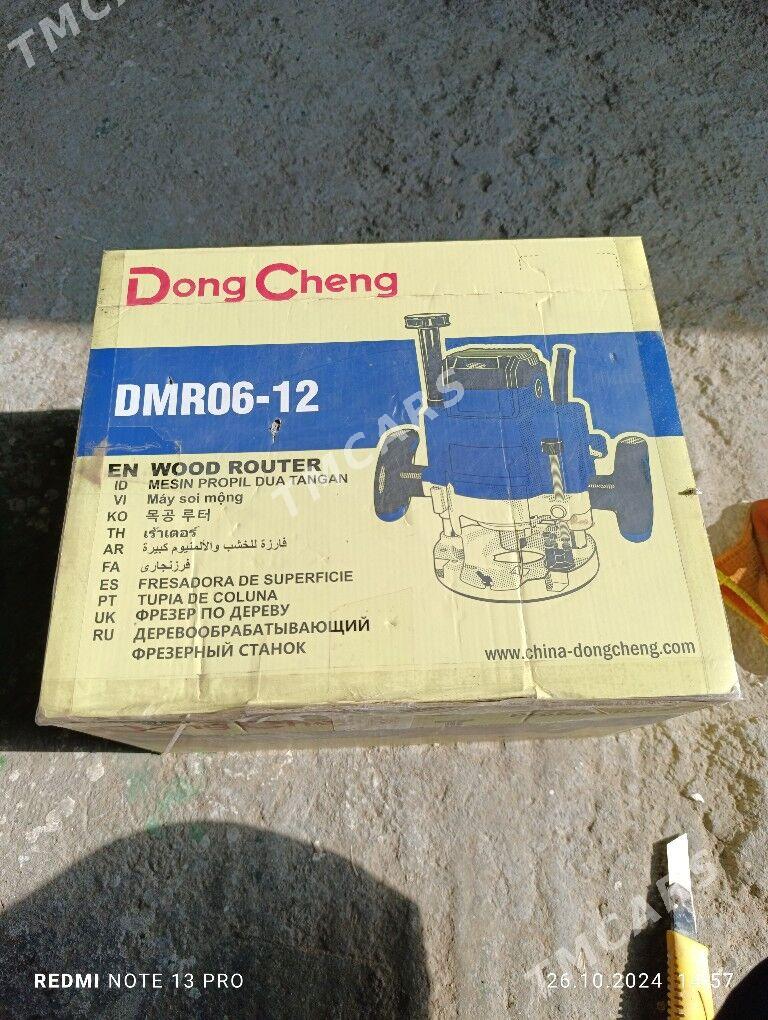 TMCARS
Dong Cheng
DMR06-12
TMCARS
EN WOOD ROUTER
ID MESIN PROPIL DUA TANGAN
VI Máy soi mộng
KO 목공 루터
TH เร้าเตอร์
AR فارزة للخشب والألمنيوم كبيرة
FA فرزنجاری
ES FRESADORA DE SUPERFICIE
PT TUPIA DE COLUNA
UK ФРЕЗЕР ПО ДЕРЕВУ
RU ДЕРЕВООБРАБАТЫВАЮЩИЙ
ФРЕЗЕРНЫЙ СТАНОК
www.china-dongcheng.com
TMCARS
REDMI NOTE 13 PRO
26.10.2024